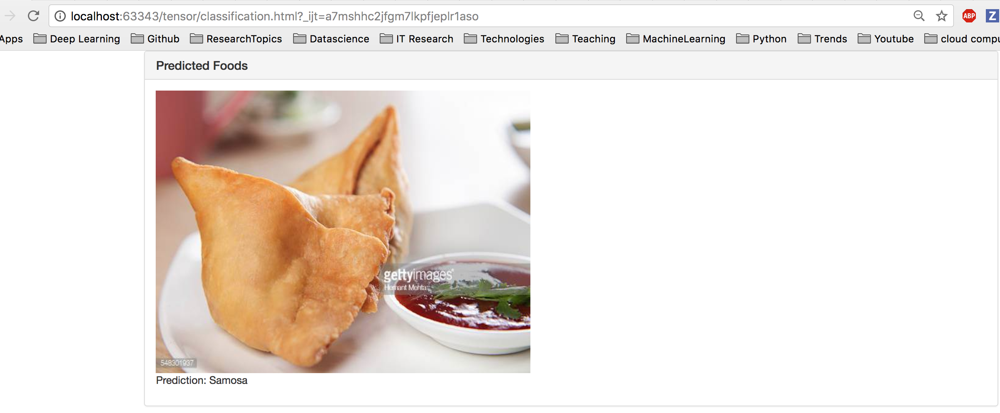 localhost:63343/tensor/classification.html?_ijt=a7mshhc2jfgm7lkpfjeplr1aso
ABP
Z
Apps Deep Learning Github ResearchTopics Datascience IT Research Technologies Teaching MachineLearning Python Trends Youtube cloud compu
Predicted Foods
gettyimages®
Hemant Mehta
548301937
Prediction: Samosa